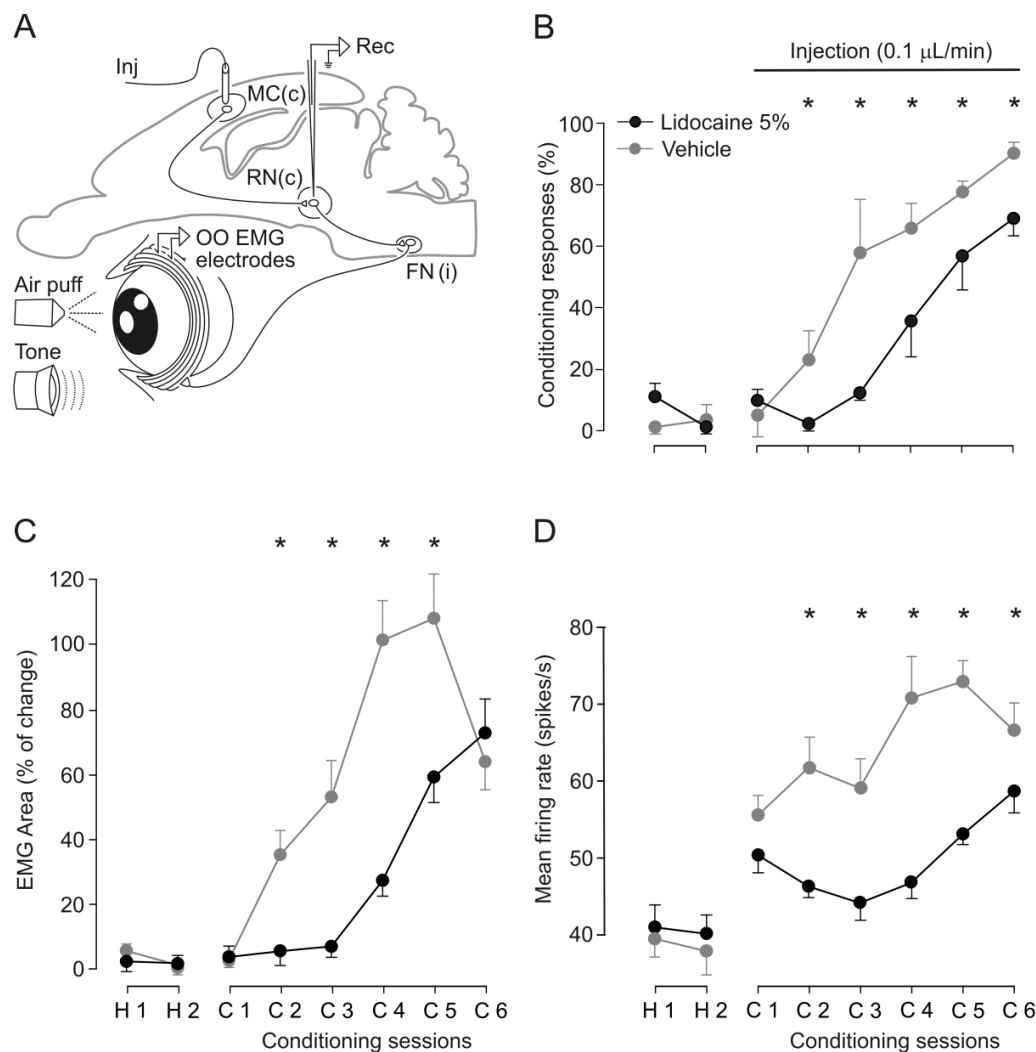 A
Inj
Rec
MC(c)
RN(c)
OO EMG
electrodes
FN (i)
Air puff
Tone
B
Injection (0.1 μL/min)
* * * * *
Lidocaine 5%
Vehicle
Conditioning responses (%)
100
80
60
40
20
0
C
* * * *
EMG Area (% of change)
120
100
80
60
40
20
0
H 1 H 2 C 1 C 2 C 3 C 4 C 5 C 6
Conditioning sessions
D
* * * * *
Mean firing rate (spikes/s)
80
70
60
50
40
H 1 H 2 C 1 C 2 C 3 C 4 C 5 C 6
Conditioning sessions